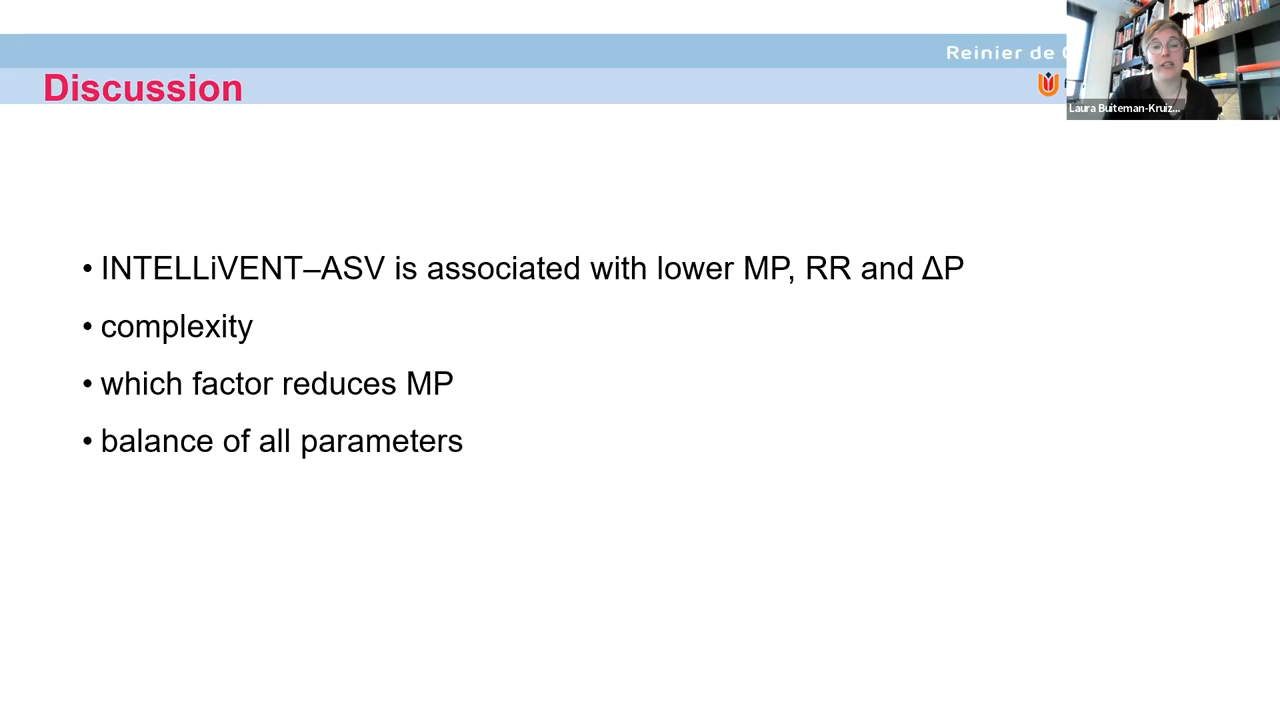 Reinier de
Discussion
Laura Buiteman-Kruiz...
• INTELLiVENT–ASV is associated with lower MP, RR and ΔP
• complexity
• which factor reduces MP
• balance of all parameters